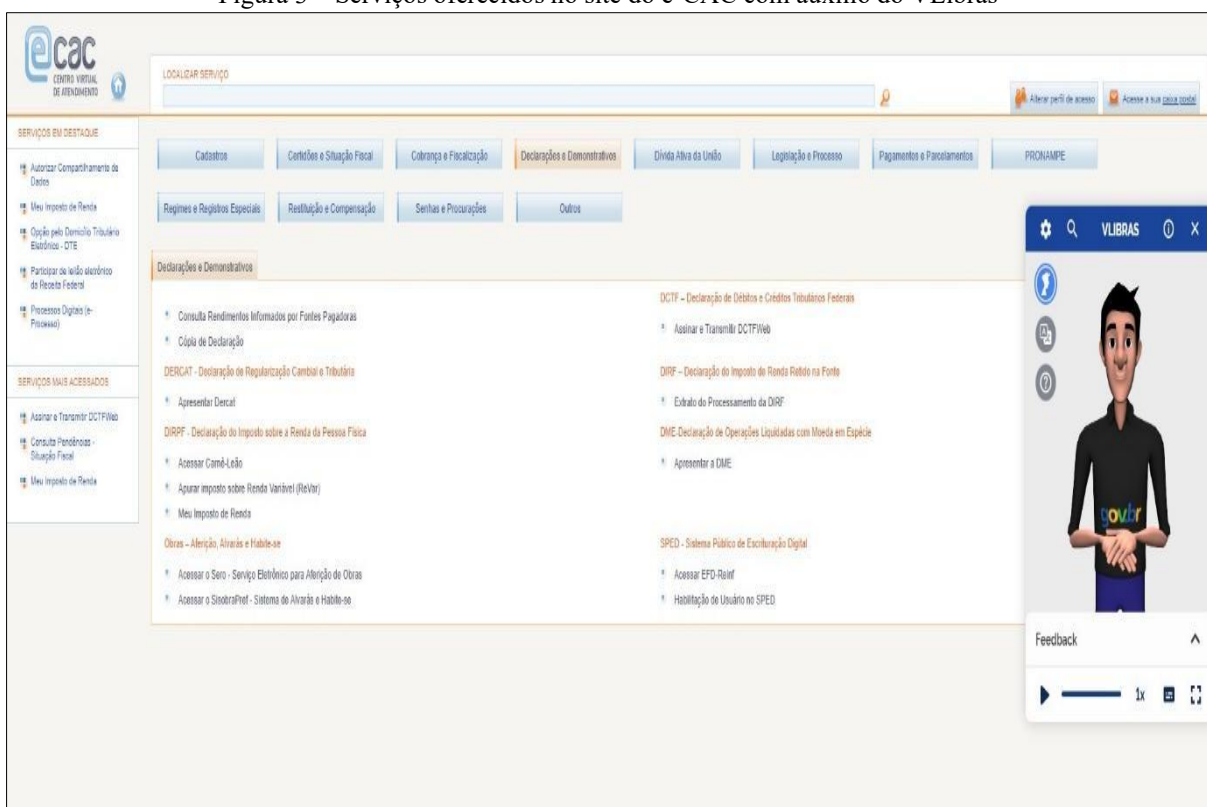 Figura 3 – Serviços oferecidos no site do e-CAC com auxílio do VLibras
ecac
CENTRO VIRTUAL
DE ATENDIMENTO
LOCALIZAR SERVIÇO
Alterar perfil de acesso
Acesse a sua caixa postal
SERVIÇOS EM DESTAQUE
Autorizar Compartilhamento de
Dados
Meu Imposto de Renda
Opção pelo Domicílio Tributário
Eletrônico - DTE
Participar de leilão eletrônico
da Receita Federal
Processos Digitais (e-
Processo)
SERVIÇOS MAIS ACESSADOS
Assinar e Transmitir DCTFWeb
Consulta Pendências -
Situação Fiscal
Meu Imposto de Renda
Cadastros
Certidões e Situação Fiscal
Cobrança e Fiscalização
Declarações e Demonstrativos
Dívida Ativa da União
Legislação e Processo
Pagamentos e Parcelamentos
PRONAMPE
Regimes e Registros Especiais
Restituição e Compensação
Senhas e Procurações
Outros
Declarações e Demonstrativos
Consulta Rendimentos Informados por Fontes Pagadoras
Cópia de Declaração
DERCAT - Declaração de Regularização Cambial e Tributária
Apresentar Dercat
DIRPF - Declaração do Imposto sobre a Renda da Pessoa Física
Acessar Carnê-Leão
Apurar imposto sobre Renda Variável (ReVar)
Meu Imposto de Renda
Obras – Aferição, Alvarás e Habite-se
Acessar o Sero - Serviço Eletrônico para Aferição de Obras
Acessar o SisobraPref - Sistema de Alvarás e Habite-se
DCTF – Declaração de Débitos e Créditos Tributários Federais
Assinar e Transmitir DCTFWeb
DIRF – Declaração do Imposto de Renda Retido na Fonte
Extrato do Processamento da DIRF
DME-Declaração de Operações Liquidadas com Moeda em Espécie
Apresentar a DME
SPED - Sistema Público de Escrituração Digital
Acessar EFD-Reinf
Habilitação de Usuário no SPED
VLIBRAS
gov.br
Feedback
1x